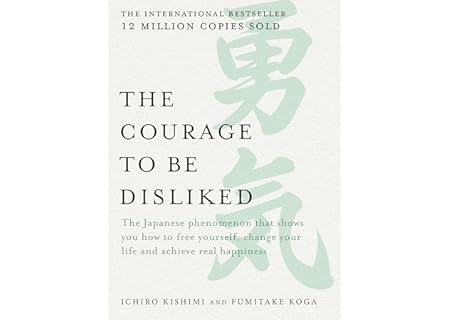 THE INTERNATIONAL BESTSELLER
12 MILLION COPIES SOLD
勇気
THE
COURAGE
TO BE
DISLIKED
The Japanese phenomenon that shows
you how to free yourself, change your
life and achieve real happiness
ICHIRO KISHIMI AND FUMITAKE KOGA